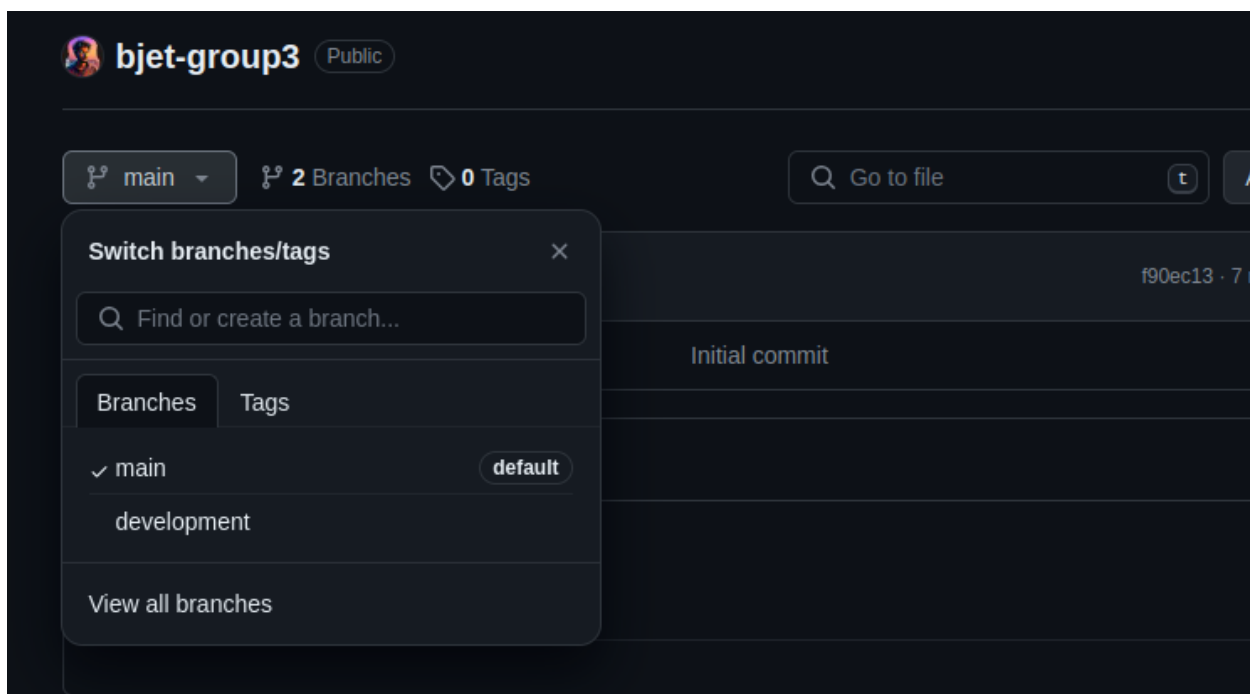 bjet-group3 Public
main 2 Branches 0 Tags Go to file t
Switch branches/tags
f90ec13 · 7
Find or create a branch...
Initial commit
Branches Tags
main default
development
View all branches